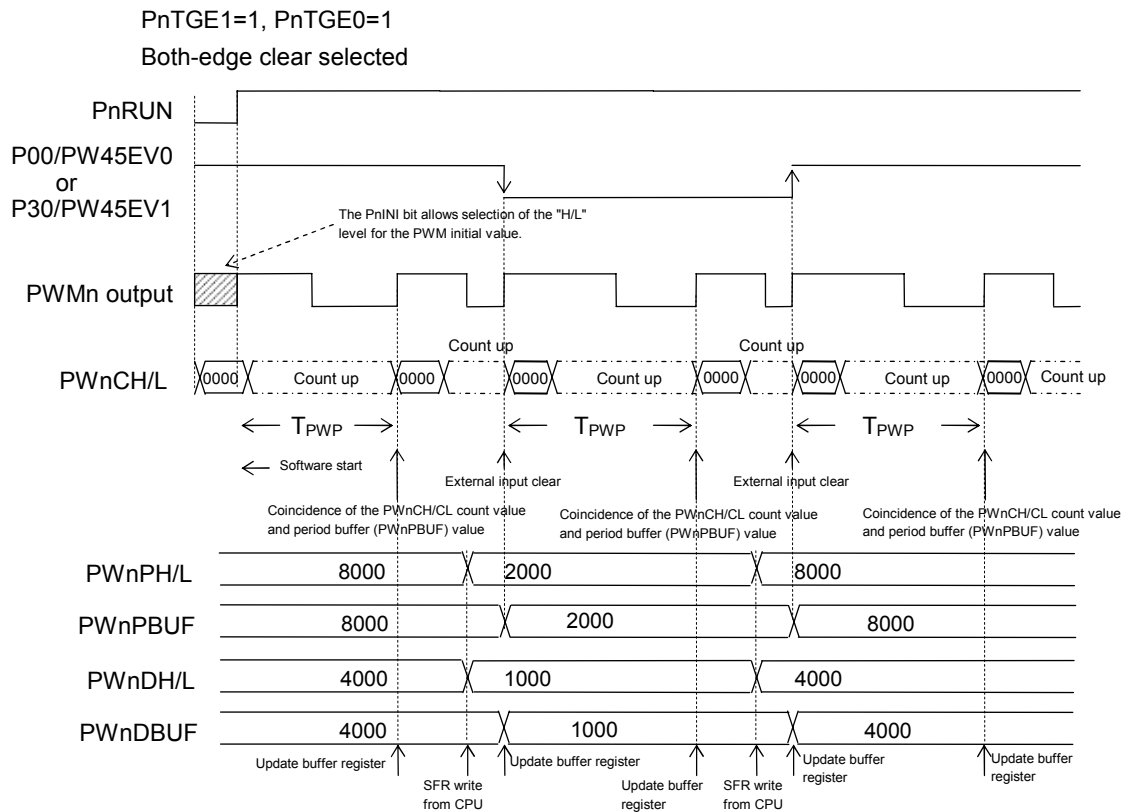 PnTGE1=1, PnTGE0=1
Both-edge clear selected
PnRUN
P00/PW45EV0
or
P30/PW45EV1
The PnINI bit allows selection of the "H/L"
level for the PWM initial value.
PWMn output
Count up
Count up
PWnCH/L
0000
Count up
0000
0000
Count up
0000
0000
Count up
0000
Count up
TPWP
TPWP
TPWP
Software start
External input clear
External input clear
Coincidence of the PWnCH/CL count value
and period buffer (PWnPBUF) value
Coincidence of the PWnCH/CL count value
and period buffer (PWnPBUF) value
Coincidence of the PWnCH/CL count value
and period buffer (PWnPBUF) value
PWnPH/L
8000
2000
8000
PWnPBUF
8000
2000
8000
PWnDH/L
4000
1000
4000
PWnDBUF
4000
1000
4000
Update buffer register
SFR write
from CPU
Update buffer register
Update buffer
register
SFR write
from CPU
Update buffer
register
Update buffer
register